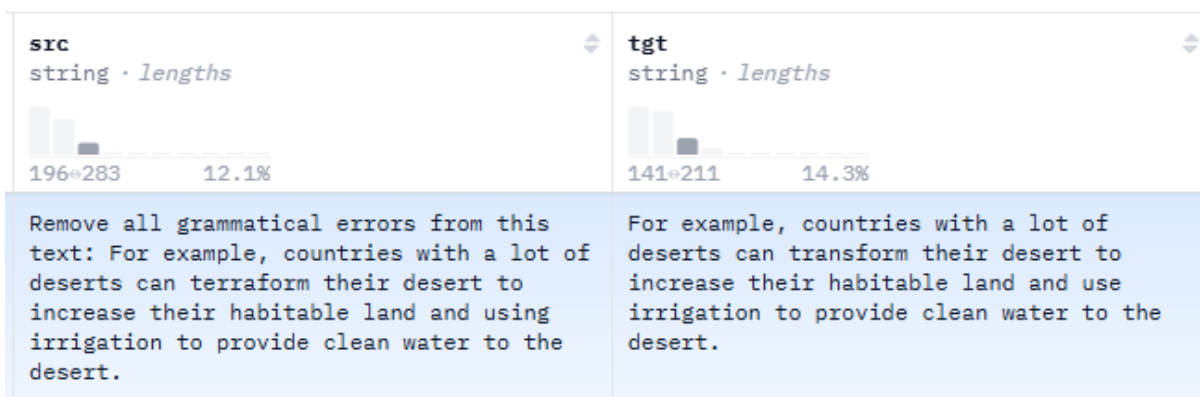 src
string · lengths
196↔283 12.1%
Remove all grammatical errors from this
text: For example, countries with a lot of
deserts can terraform their desert to
increase their habitable land and using
irrigation to provide clean water to the
desert.
tgt
string · lengths
141↔211 14.3%
For example, countries with a lot of
deserts can transform their desert to
increase their habitable land and use
irrigation to provide clean water to the
desert.